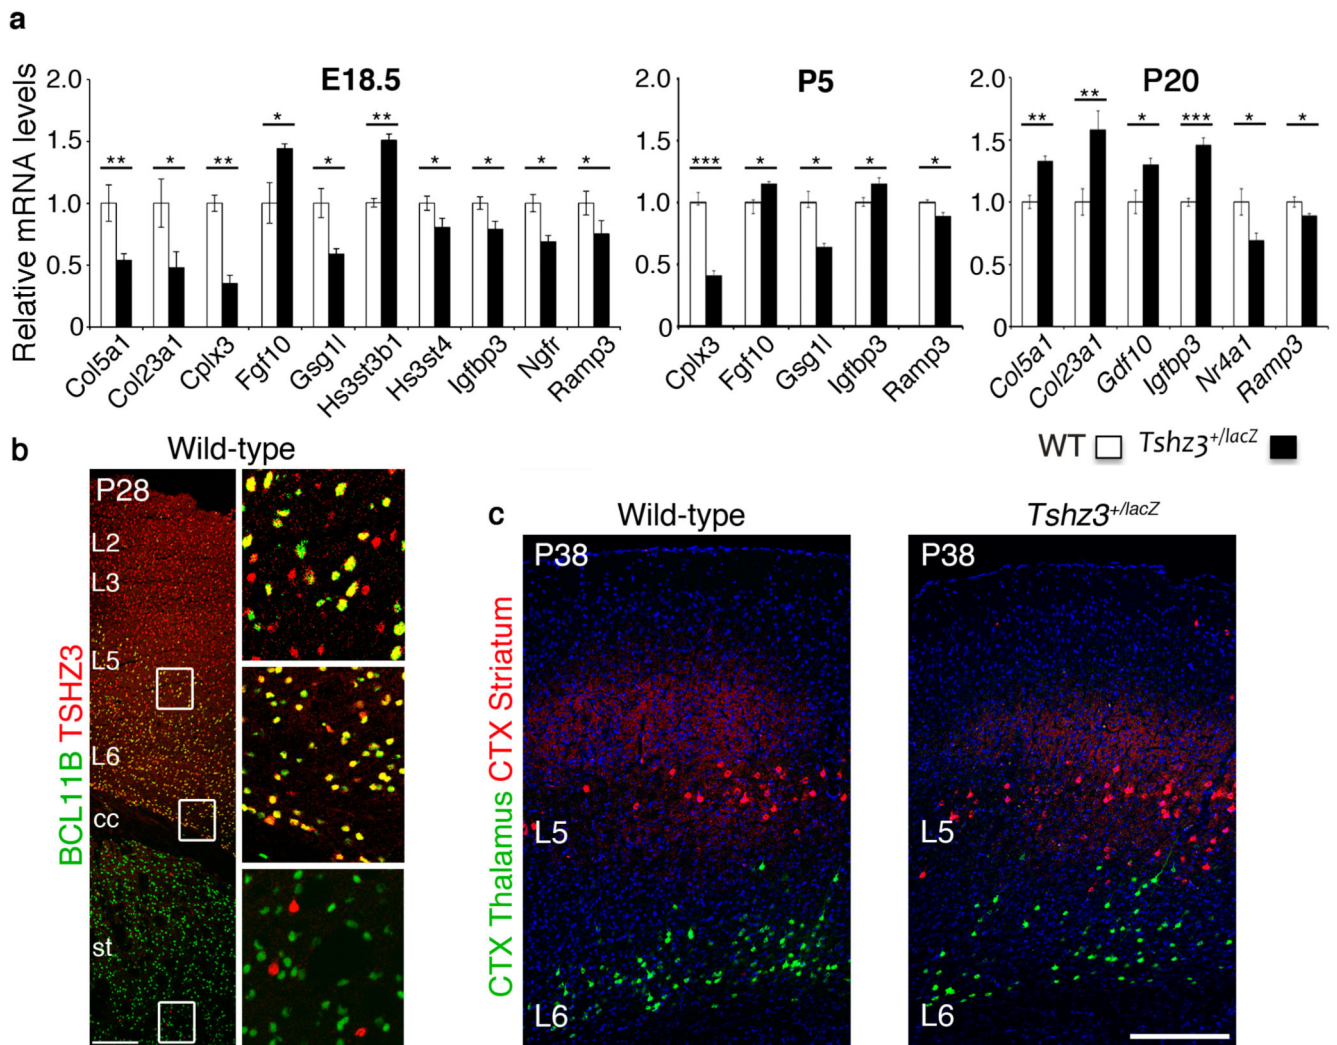 a
E18.5
P5
P20
Relative mRNA levels
2.0
1.5
1.0
0.5
0
** * ** * * ** * * * *
Col5a1 Col23a1 Cplx3 Fgf10 Gsg1l Hs3st3b1 Hs3st4 Igfbp3 Ngfr Ramp3
2.0
1.5
1.0
0.5
0
*** * * * *
Cplx3 Fgf10 Gsg1l Igfbp3 Ramp3
2.0
1.5
1.0
0.5
0
** ** * *** * *
Col5a1 Col23a1 Gdf10 Igfbp3 Nr4a1 Ramp3
WT Tshz3+/lacZ
b
Wild-type
BCL11B TSHZ3
P28
L2
L3
L5
L6
cc
st
c
Wild-type
Tshz3+/lacZ
CTX Thalamus CTX Striatum
P38
L5
L6
P38
L5
L6